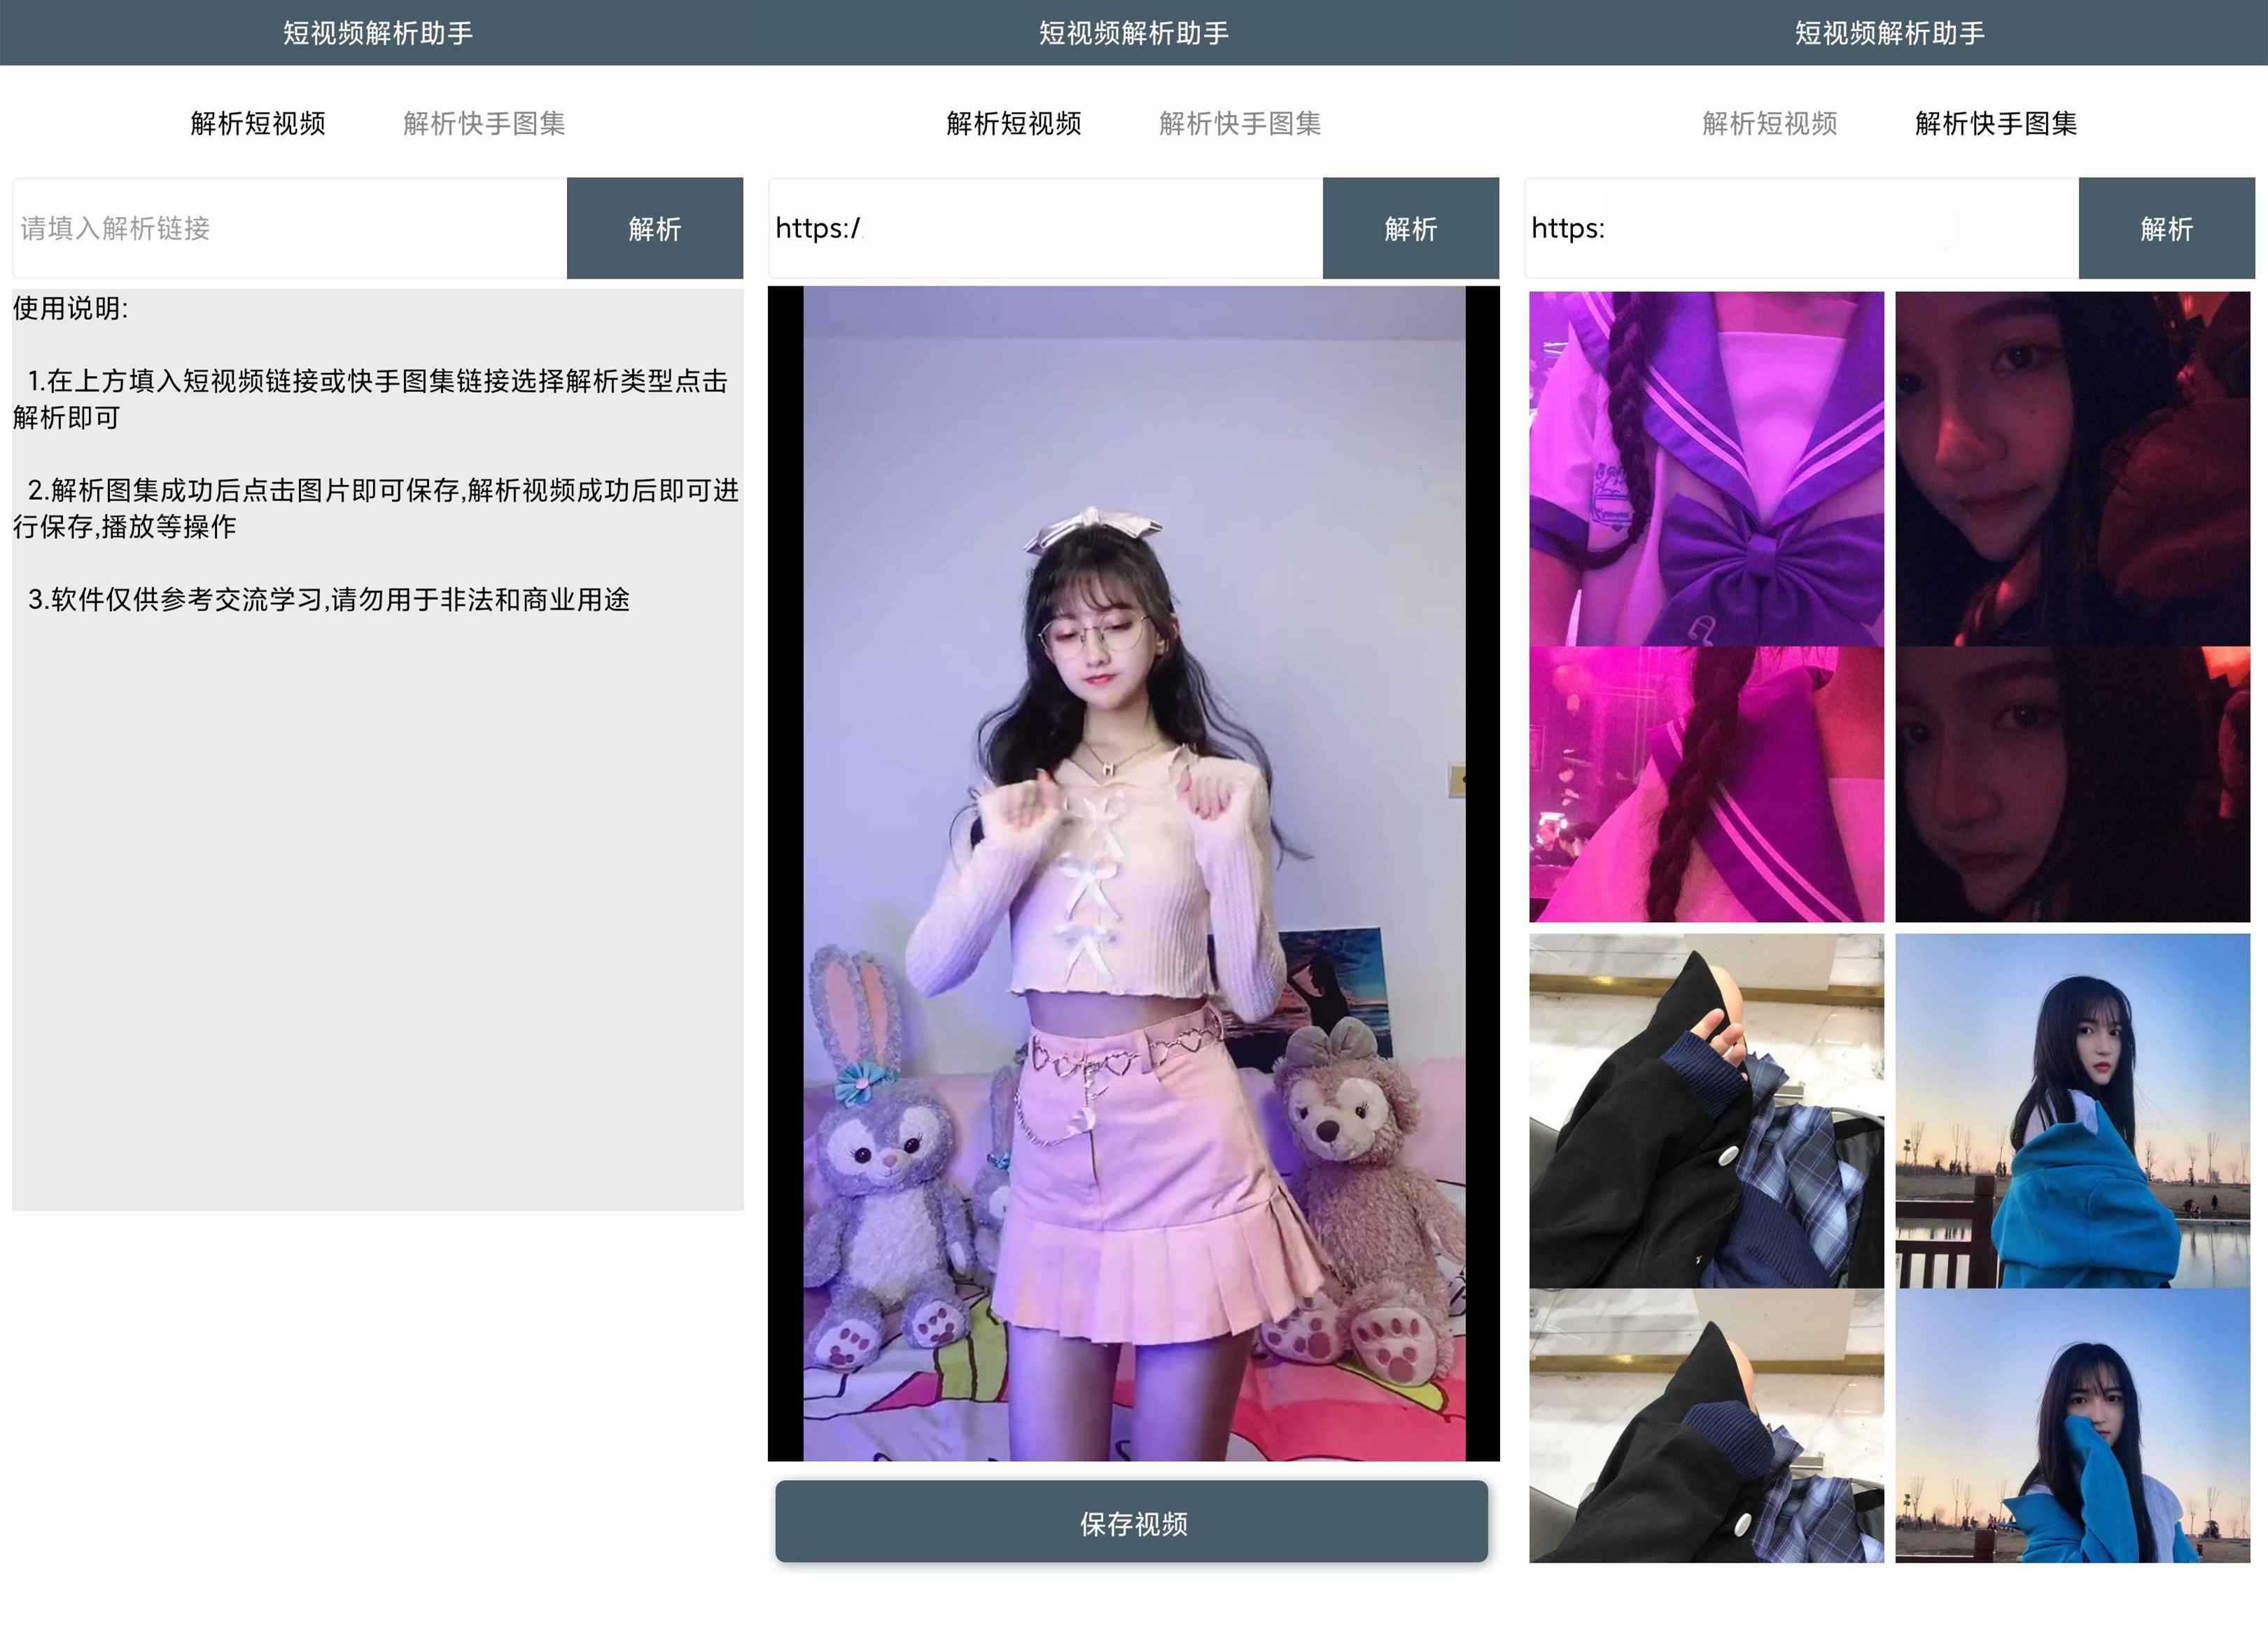 短视频解析助手
解析短视频
解析快手图集
请填入解析链接
解析
使用说明:
1.在上方填入短视频链接或快手图集链接选择解析类型点击
解析即可
2.解析图集成功后点击图片即可保存,解析视频成功后即可进
行保存,播放等操作
3.软件仅供参考交流学习,请勿用于非法和商业用途
短视频解析助手
解析短视频
解析快手图集
https:/
解析
保存视频
短视频解析助手
解析短视频
解析快手图集
https:
解析